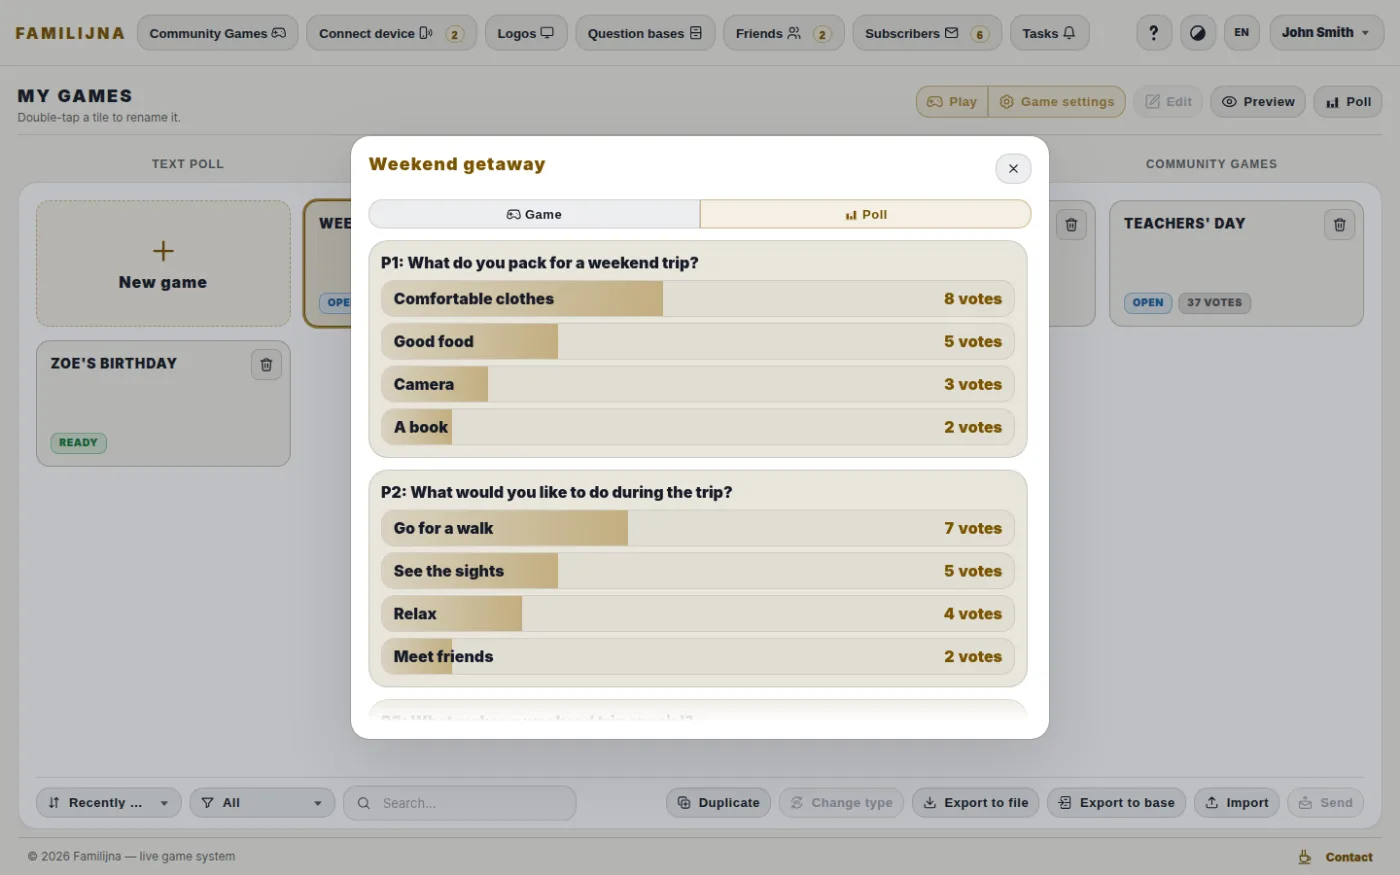 FAMILIJNA
Community Games
Connect device 2
Logos
Question bases
Friends 2
Subscribers 6
Tasks
?
EN
John Smith
MY GAMES
Double-tap a tile to rename it.
Play
Game settings
Edit
Preview
Poll
TEXT POLL
COMMUNITY GAMES
New game
WEE
OPE
TEACHERS' DAY
OPEN
37 VOTES
ZOE'S BIRTHDAY
READY
Weekend getaway
Game
Poll
P1: What do you pack for a weekend trip?
Comfortable clothes 8 votes
Good food 5 votes
Camera 3 votes
A book 2 votes
P2: What would you like to do during the trip?
Go for a walk 7 votes
See the sights 5 votes
Relax 4 votes
Meet friends 2 votes
Recently ...
All
Search...
Duplicate
Change type
Export to file
Export to base
Import
Send
© 2026 Familijna — live game system
Contact